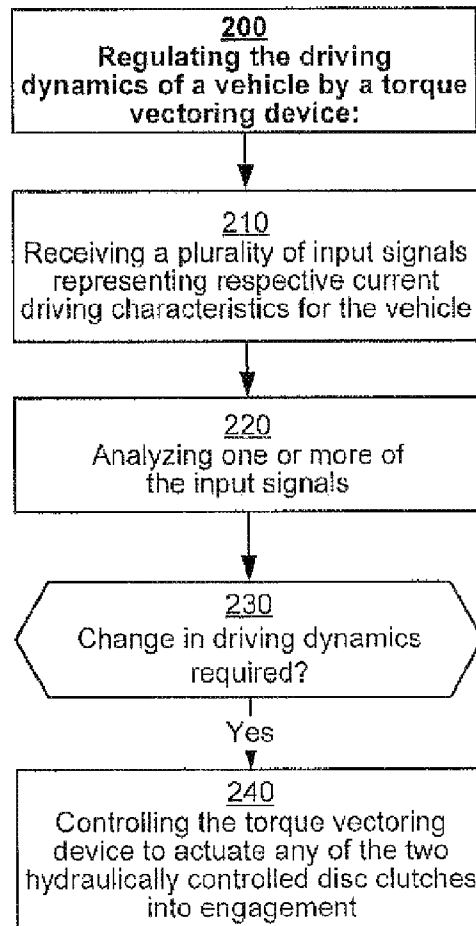 200
Regulating the driving
dynamics of a vehicle by a torque
vectoring device:
210
Receiving a plurality of input signals
representing respective current
driving characteristics for the vehicle
220
Analyzing one or more of
the input signals
230
Change in driving dynamics
required?
Yes
240
Controlling the torque vectoring
device to actuate any of the two
hydraulically controlled disc clutches
into engagement